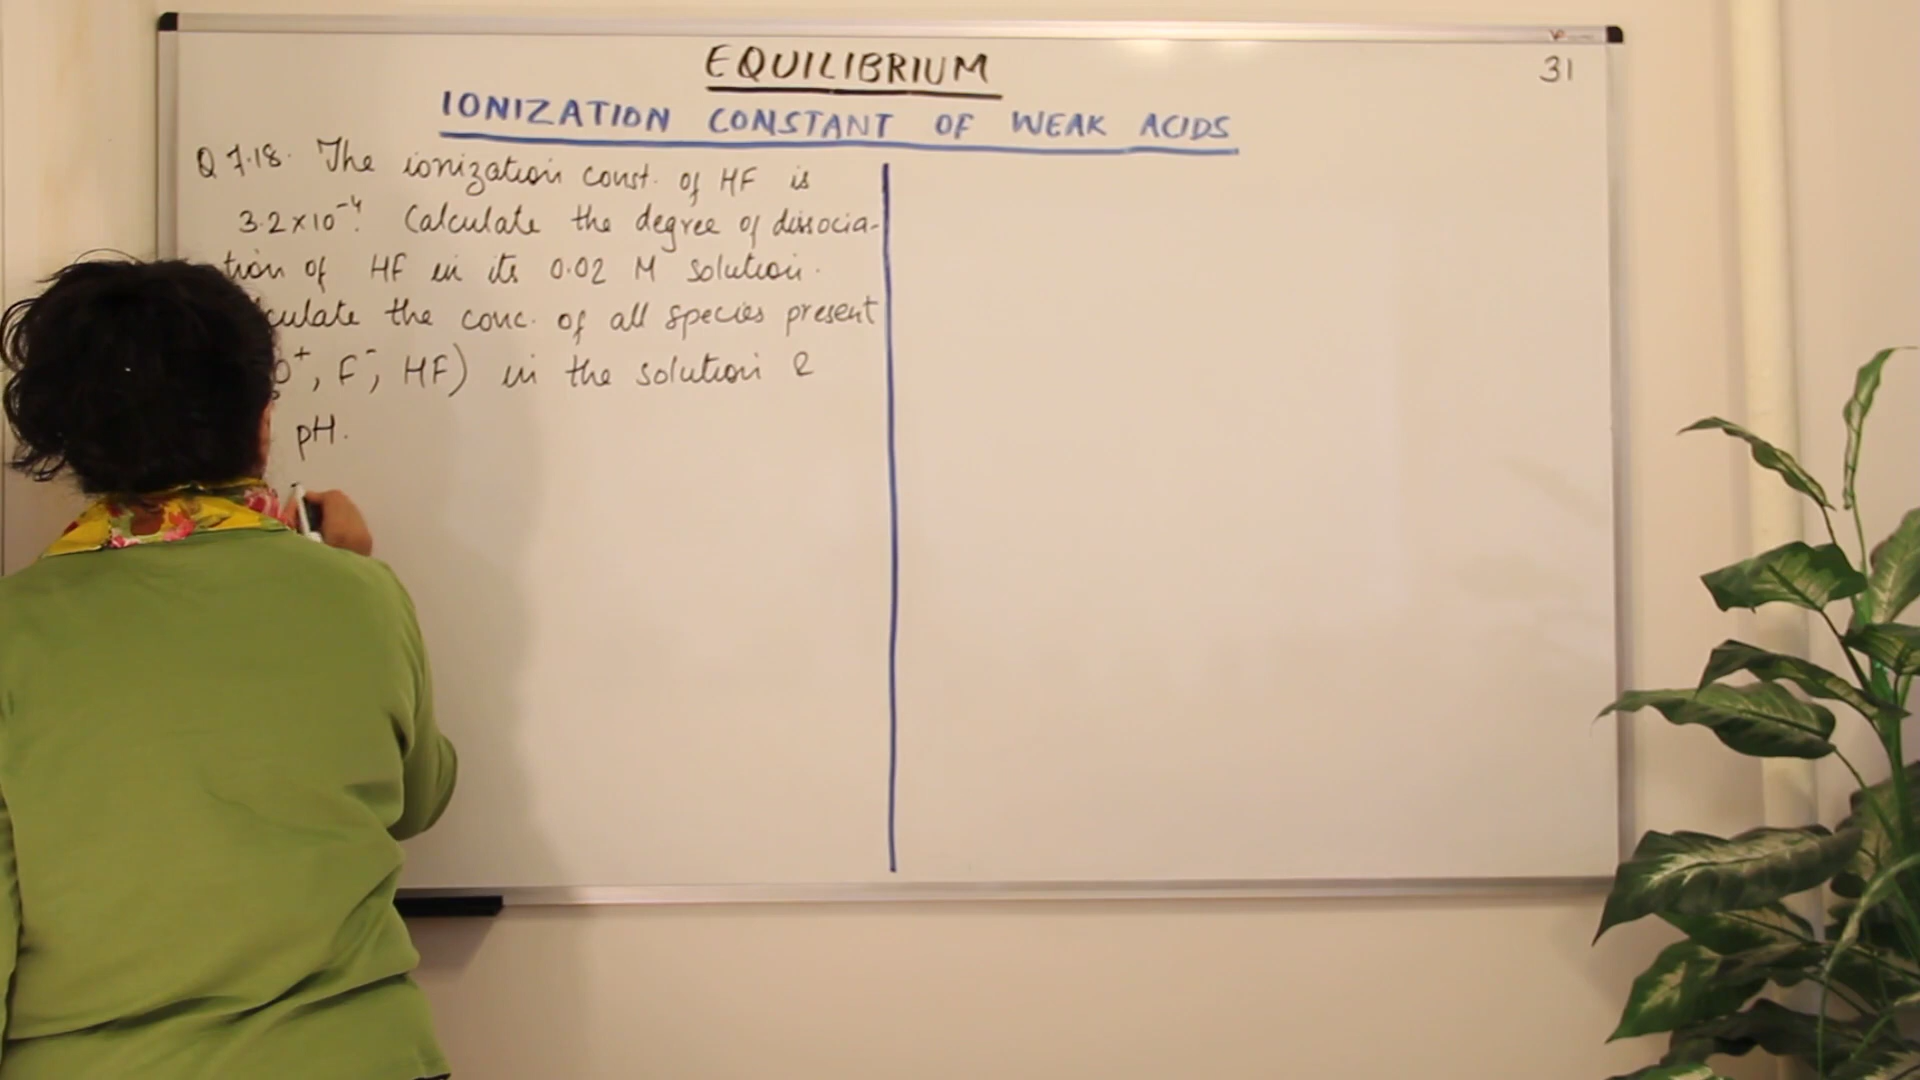 EQUILIBRIUM
31
IONIZATION CONSTANT OF WEAK ACIDS
Q 7.18. The ionization const. of HF is
3.2×10⁻⁴. Calculate the degree of dissocia-
tion of HF in its 0.02 M solution.
culate the conc. of all species present
O⁺, F⁻, HF) in the solution &
pH.